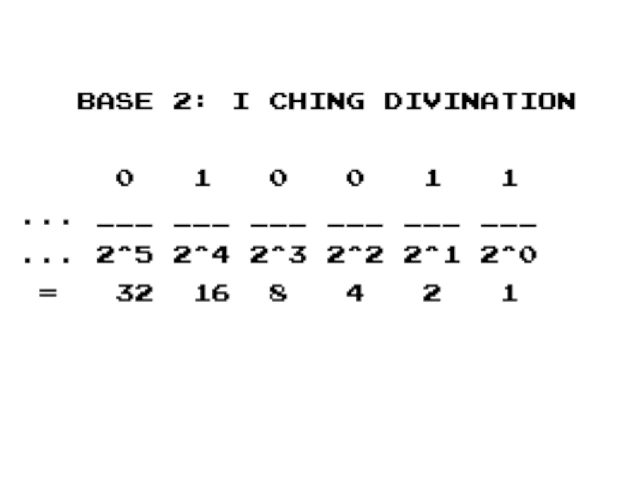 BASE 2: I CHING DIVINATION
0 1 0 0 1 1
... ___ ___ ___ ___ ___ ___
... 2^5 2^4 2^3 2^2 2^1 2^0
= 32 16 8 4 2 1